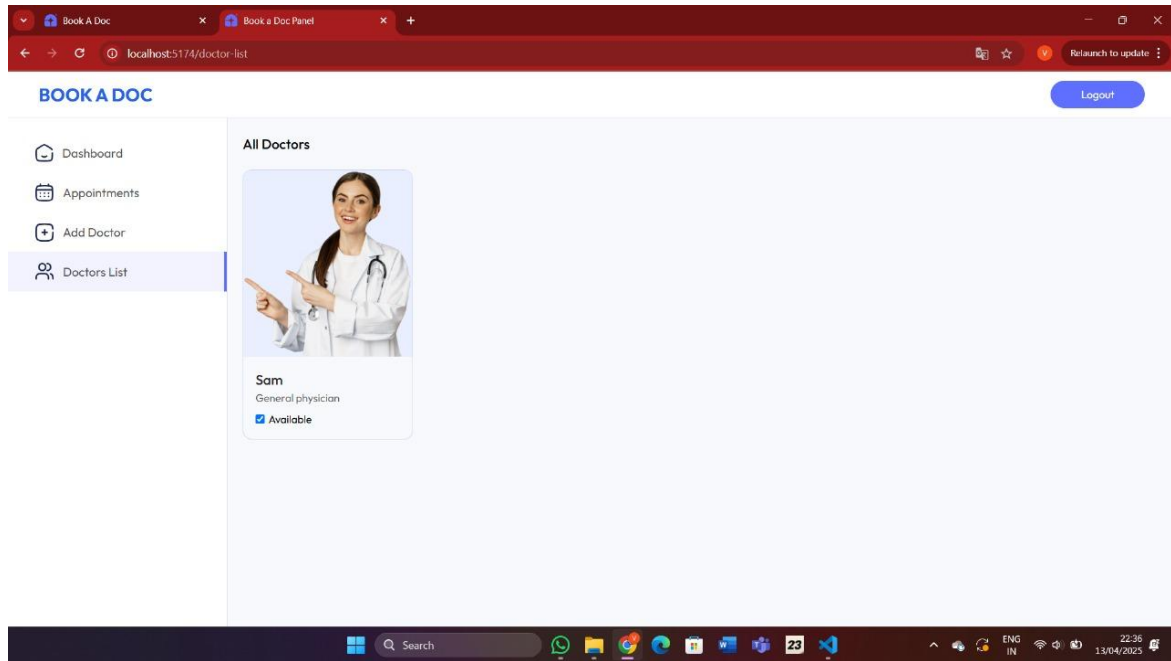 Book A Doc
Book a Doc Panel
localhost:5174/doctor-list
V
Relaunch to update
BOOK A DOC
Logout
Dashboard
Appointments
Add Doctor
Doctors List
All Doctors
Sam
General physician
Available
Search
23
ENG
IN
22:36
13/04/2025